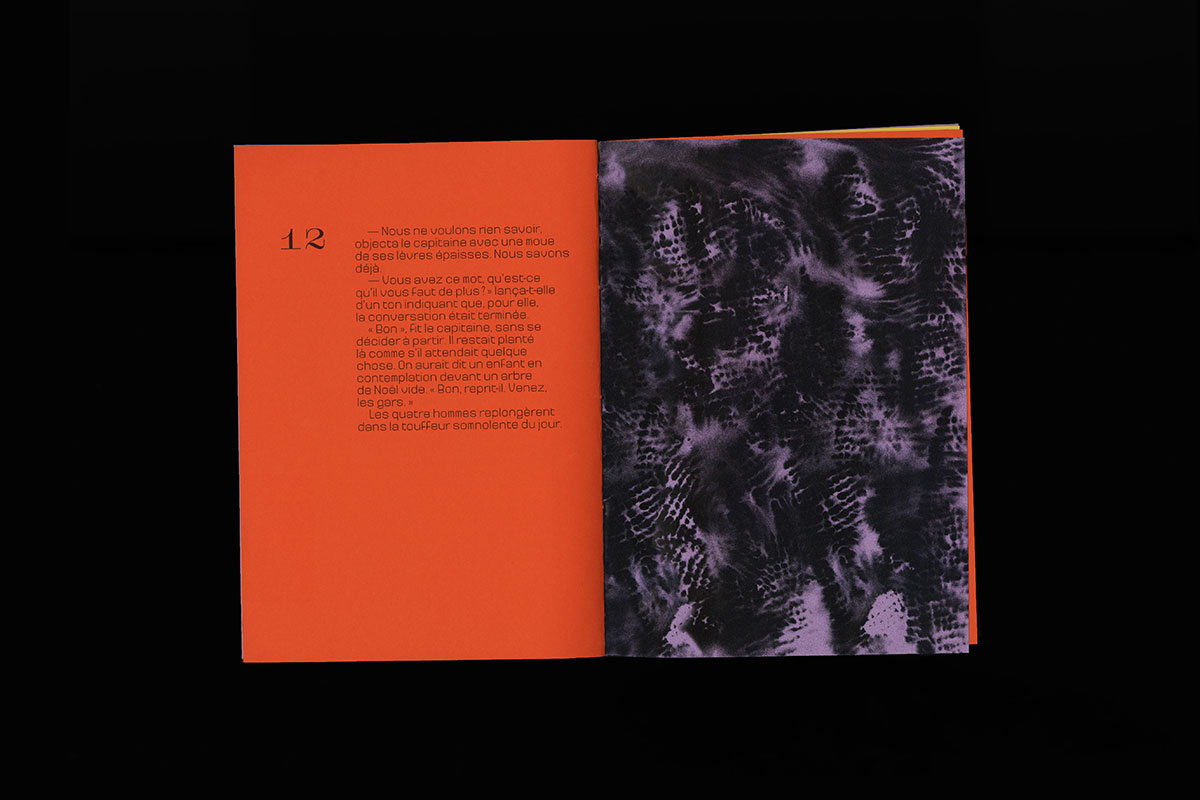 12
— Nous ne voulons rien savoir,
objecta le capitaine avec une moue
de ses lèvres épaisses. Nous savons
déjà.
— Vous avez ce mot, qu'est-ce
qu'il vous faut de plus ? » lança-t-elle
d'un ton indiquant que, pour elle,
la conversation était terminée.
« Bon », fit le capitaine, sans se
décider à partir. Il restait planté
là comme s'il attendait quelque
chose. On aurait dit un enfant en
contemplation devant un arbre
de Noël vide. « Bon, reprit-il. Venez,
les gars. »
Les quatre hommes replongèrent
dans la touffeur somnolente du jour.